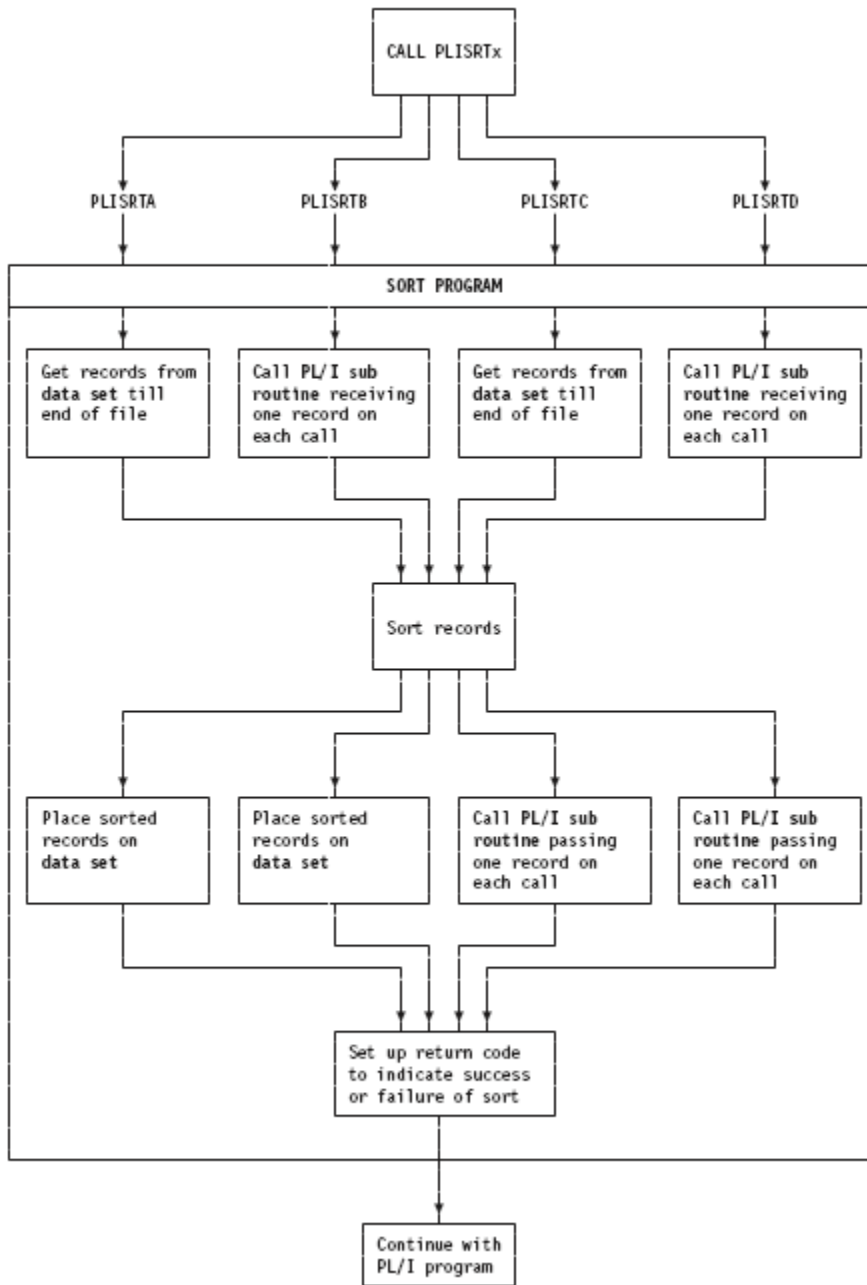 CALL PLISRTx
PLISRTA
PLISRTB
PLISRTC
PLISRTD
SORT PROGRAM
Get records from
data set till
end of file
Call PL/I sub
routine receiving
one record on
each call
Get records from
data set till
end of file
Call PL/I sub
routine receiving
one record on
each call
Sort records
Place sorted
records on
data set
Place sorted
records on
data set
Call PL/I sub
routine passing
one record on
each call
Call PL/I sub
routine passing
one record on
each call
Set up return code
to indicate success
or failure of sort
Continue with
PL/I program